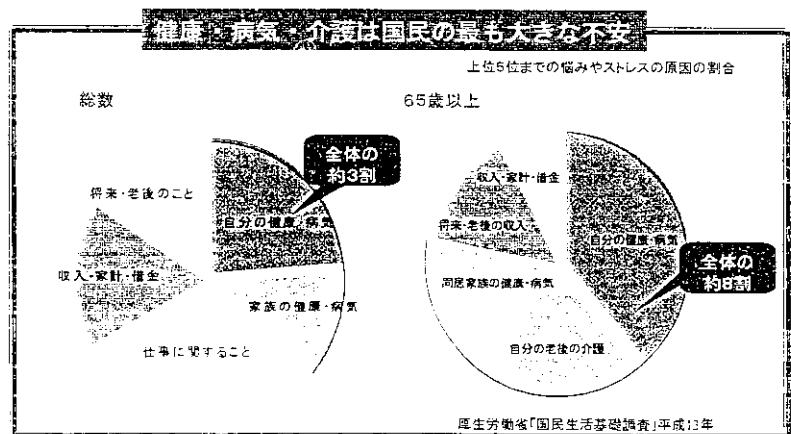 健康・病気・介護は国民の最も大きな不安
上位5位までの悩みやストレスの原因の割合
総数
65歳以上
全体の
約3割
将来・老後のこと
自分の健康・病気
収入・家計・借金
家族の健康・病気
仕事に関すること
収入・家計・借金
将来・老後の収入
自分の健康・病気
全体の
約8割
同居家族の健康・病気
自分の老後の介護
厚生労働省「国民生活基礎調査」平成13年